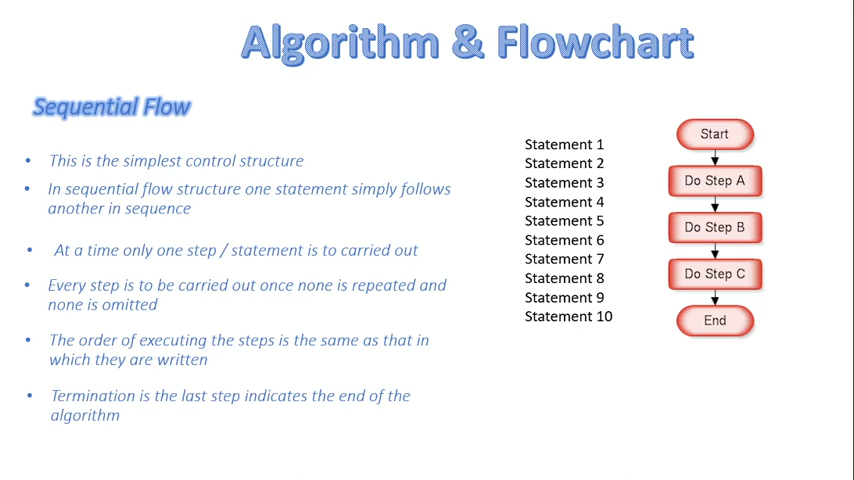 Algorithm & Flowchart
Sequential Flow
• This is the simplest control structure
• In sequential flow structure one statement simply follows
another in sequence
• At a time only one step / statement is to carried out
• Every step is to be carried out once none is repeated and
none is omitted
• The order of executing the steps is the same as that in
which they are written
• Termination is the last step indicates the end of the
algorithm
Statement 1
Statement 2
Statement 3
Statement 4
Statement 5
Statement 6
Statement 7
Statement 8
Statement 9
Statement 10
Start
Do Step A
Do Step B
Do Step C
End